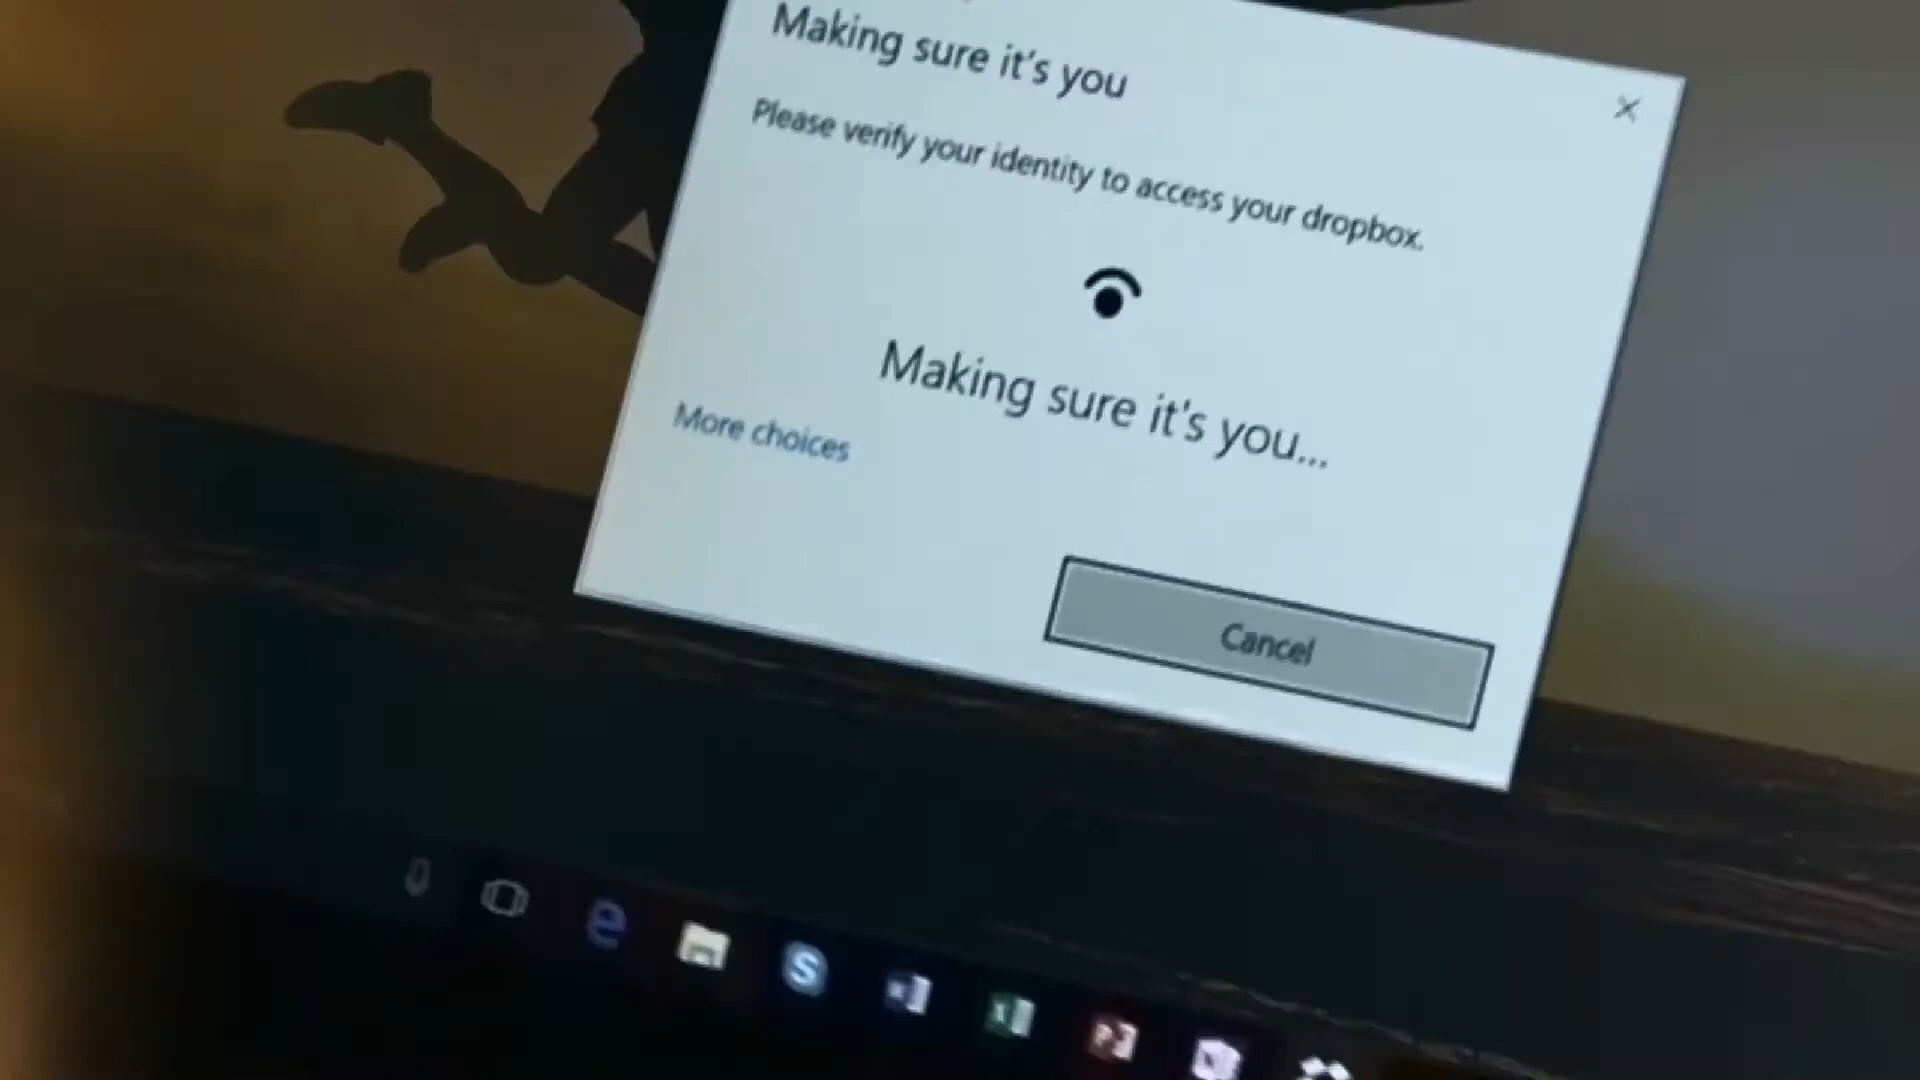 Making sure it's you
Please verify your identity to access your dropbox.
Making sure it's you...
More choices
Cancel